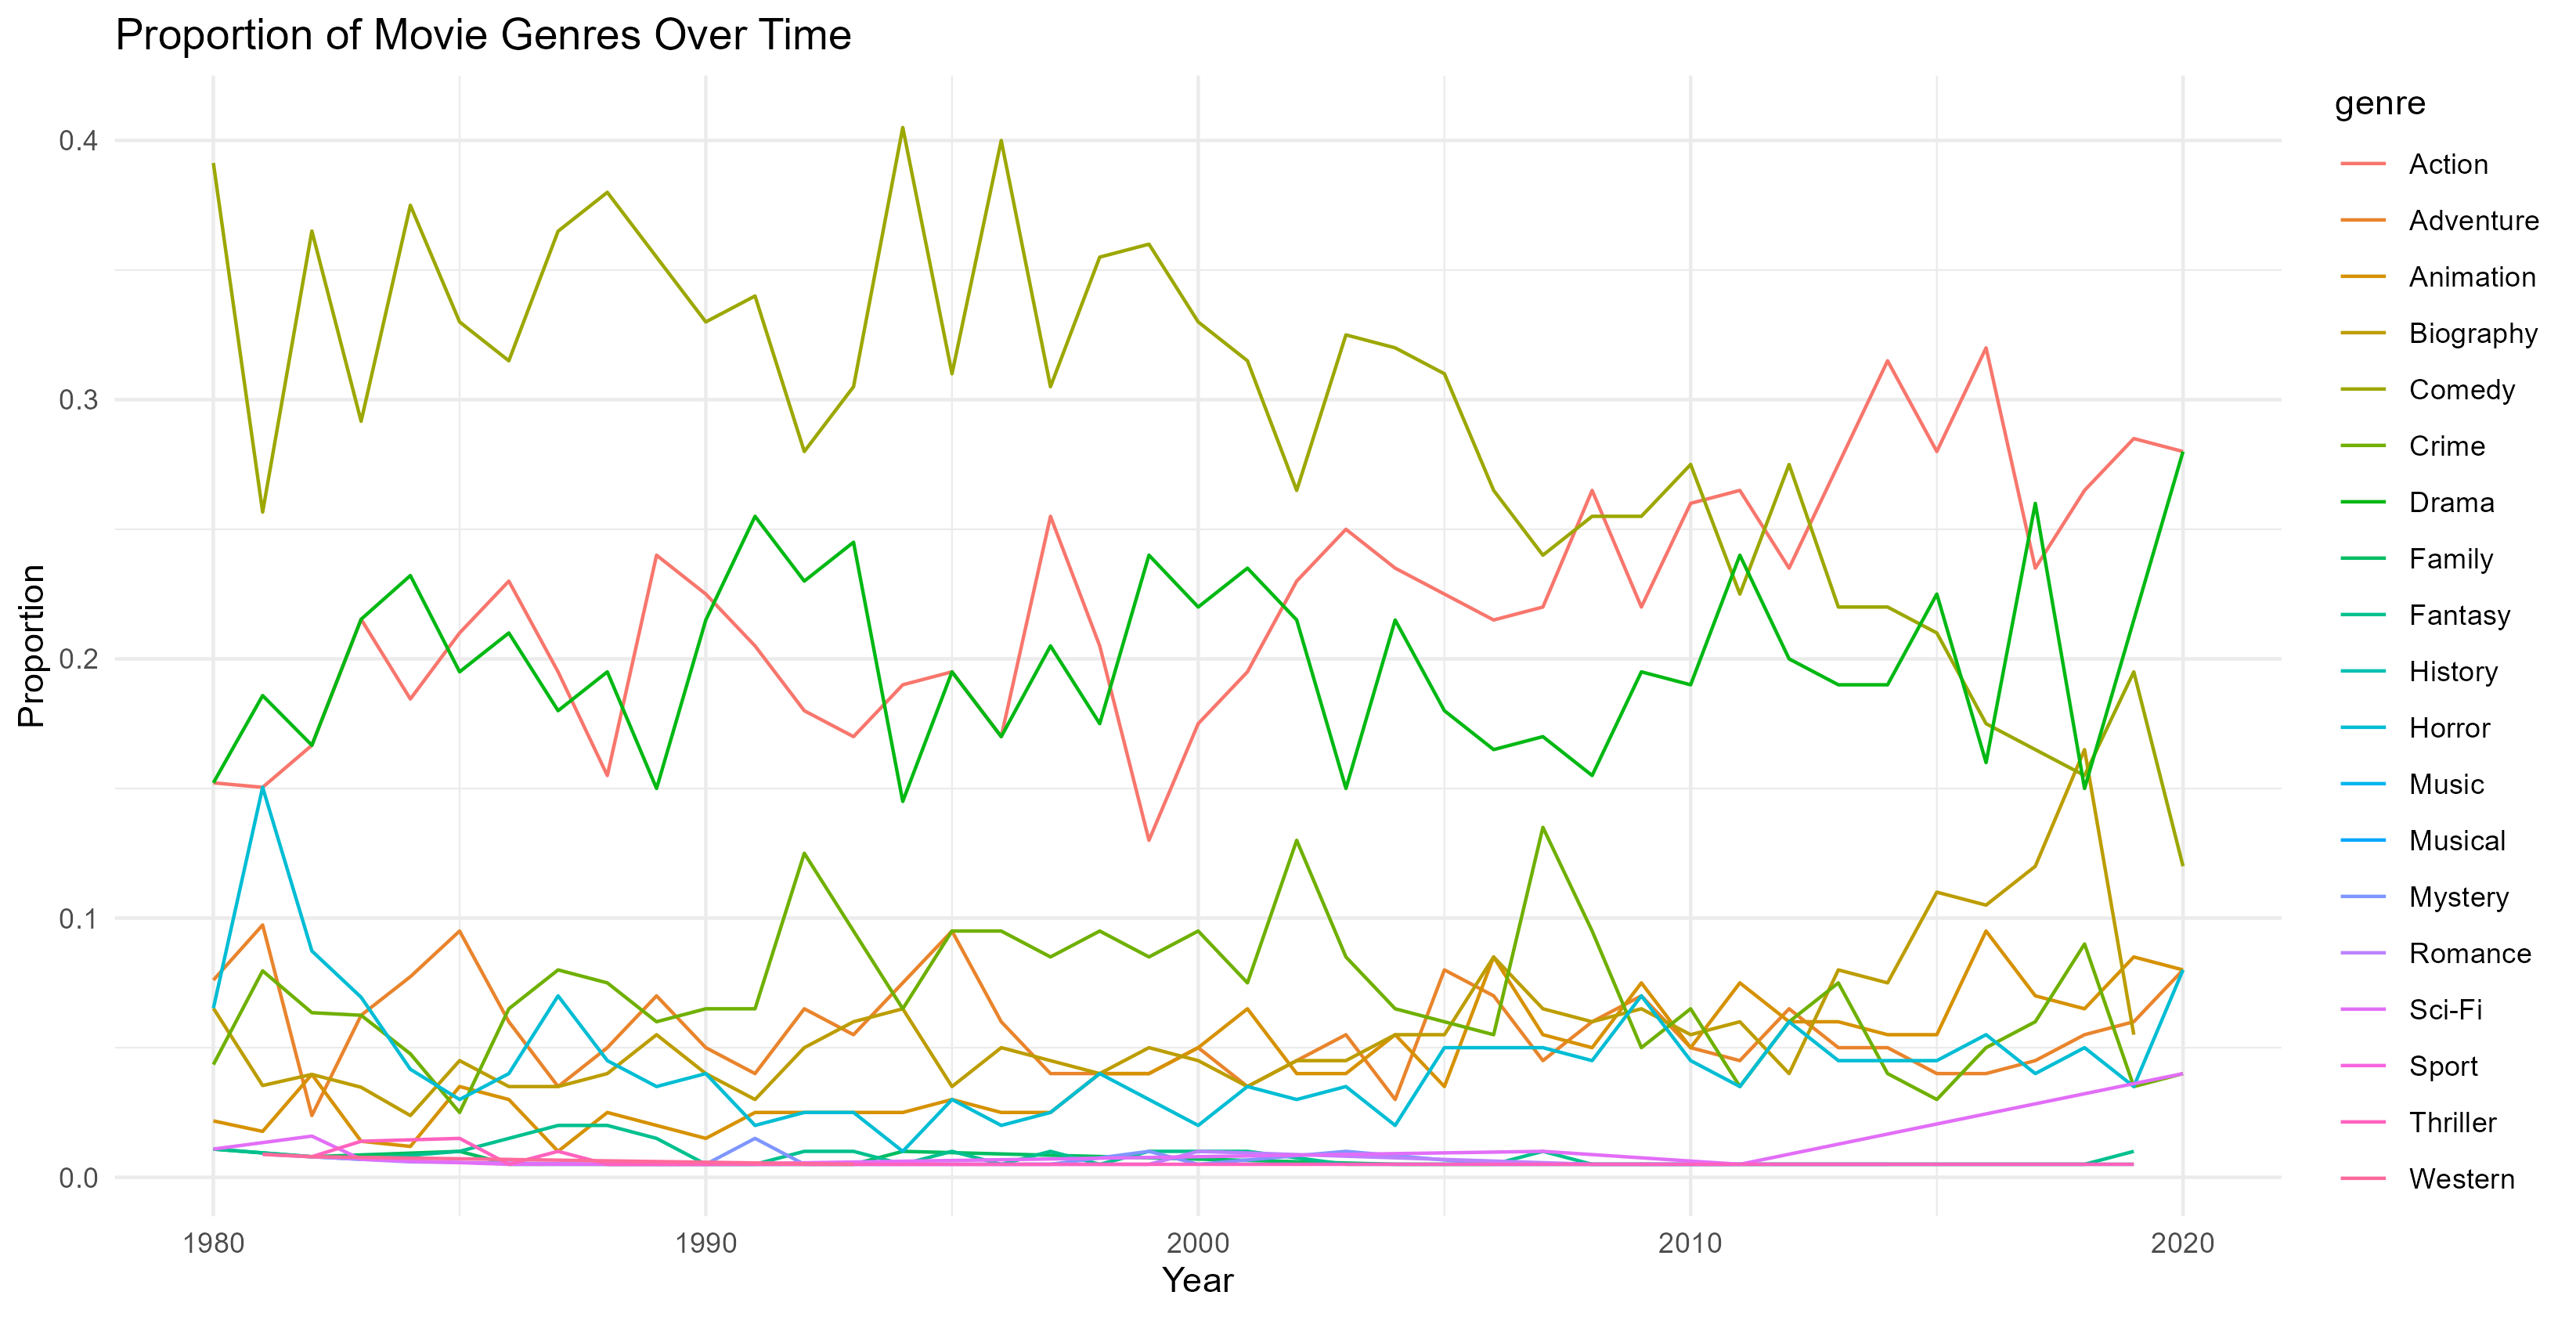 Proportion of Movie Genres Over Time
genre
Action
Adventure
Animation
Biography
Comedy
Crime
Drama
Family
Fantasy
History
Horror
Music
Musical
Mystery
Romance
Sci-Fi
Sport
Thriller
Western
Proportion
0.4
0.3
0.2
0.1
0.0
1980 1990 2000 2010 2020
Year